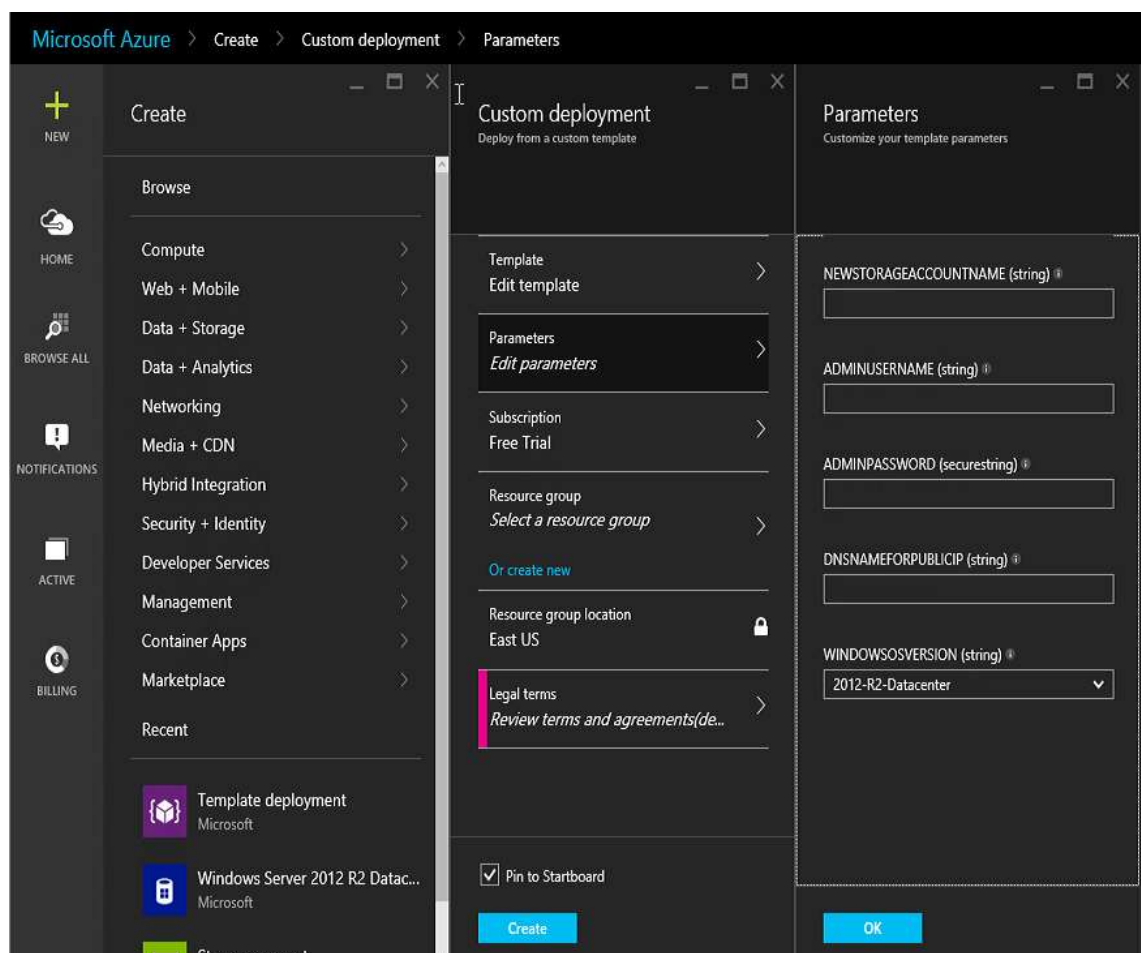 Microsoft Azure > Create > Custom deployment > Parameters
NEW
HOME
BROWSE ALL
NOTIFICATIONS
ACTIVE
BILLING
Create
Browse
Compute
Web + Mobile
Data + Storage
Data + Analytics
Networking
Media + CDN
Hybrid Integration
Security + Identity
Developer Services
Management
Container Apps
Marketplace
Recent
Template deployment
Microsoft
Windows Server 2012 R2 Datac...
Microsoft
Custom deployment
Deploy from a custom template
Template
Edit template
Parameters
Edit parameters
Subscription
Free Trial
Resource group
Select a resource group
Or create new
Resource group location
East US
Legal terms
Review terms and agreements(de...
Pin to Startboard
Create
Parameters
Customize your template parameters
NEWSTORAGEACCOUNTNAME (string)
ADMINUSERNAME (string)
ADMINPASSWORD (securestring)
DNSNAMEFORPUBLICIP (string)
WINDOWSOSVERSION (string)
2012-R2-Datacenter
OK